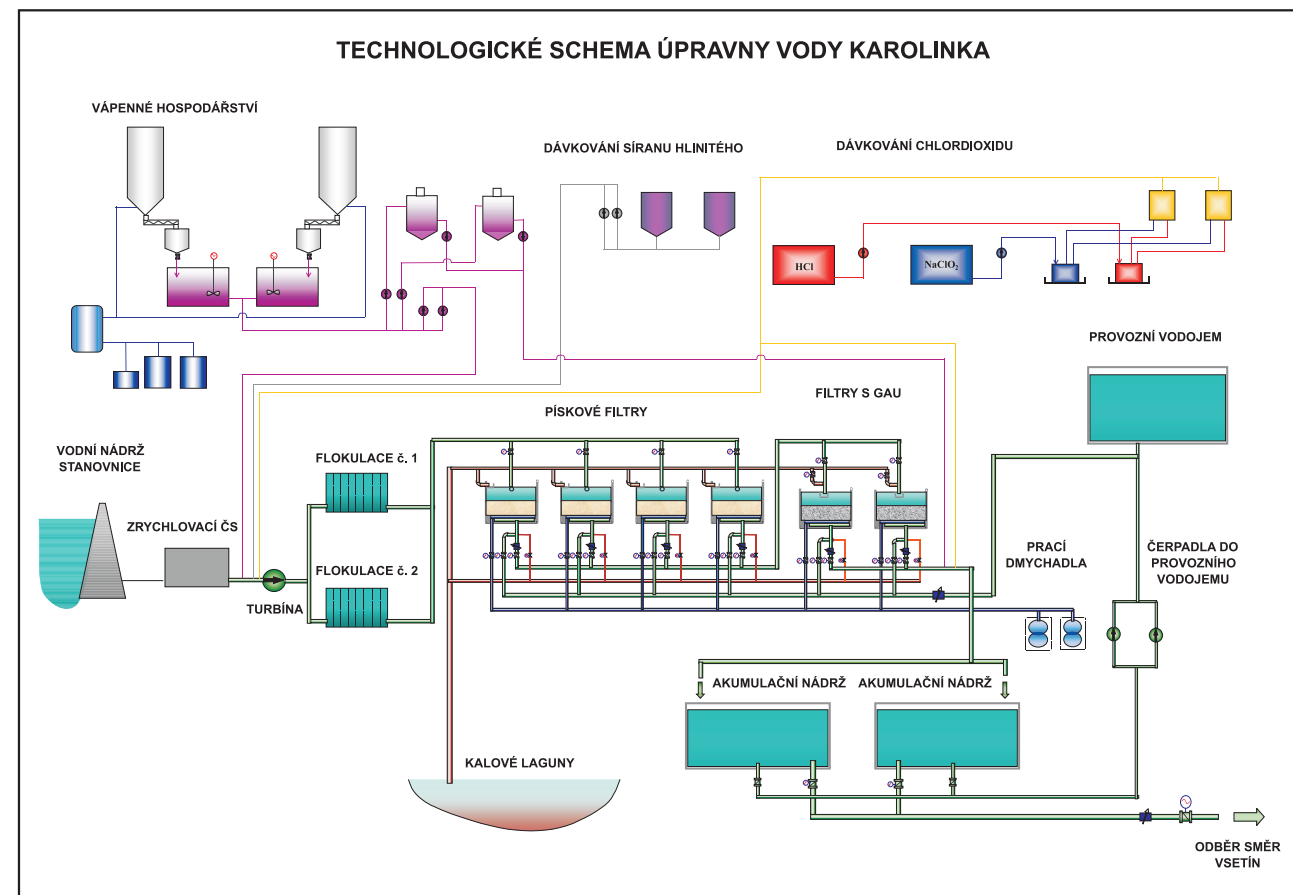 TECHNOLOGICKÉ SCHEMA ÚPRAVNY VODY KAROLINKA
VÁPENNÉ HOSPODÁŘSTVÍ
DÁVKOVÁNÍ SÍRANU HLINITÉHO
DÁVKOVÁNÍ CHLORDIOXIDU
HCl
NaClO₂
PROVOZNÍ VODOJEM
FILTRY S GAU
PÍSKOVÉ FILTRY
VODNÍ NÁDRŽ
STANOVNICE
FLOKULACE č. 1
ZRYCHLOVACÍ ČS
FLOKULACE č. 2
TURBÍNA
PRACÍ
DMYCHADLA
ČERPADLA DO
PROVOZNÍHO
VODOJEMU
AKUMULAČNÍ NÁDRŽ
AKUMULAČNÍ NÁDRŽ
KALOVÉ LAGUNY
ODBĚR SMĚR
VSETÍN